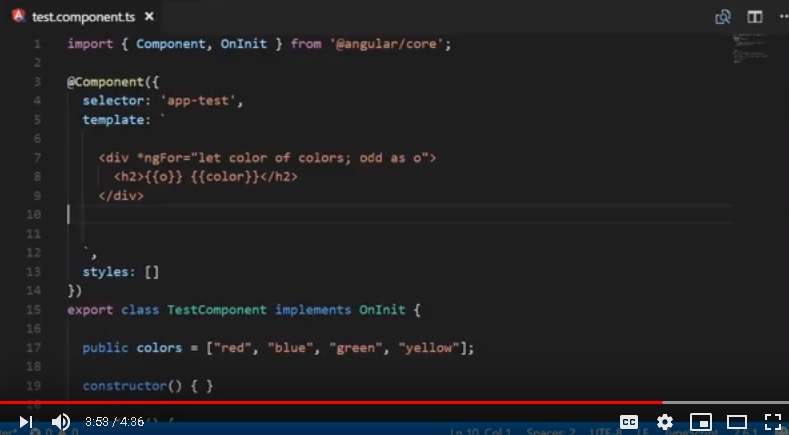 test.component.ts
1 import { Component, OnInit } from '@angular/core';
2
3 @Component({
4 selector: 'app-test',
5 template: `
6
7 <div *ngFor="let color of colors; odd as o">
8 <h2>{{o}} {{color}}</h2>
9 </div>
10
11
12 `,
13 styles: []
14 })
15 export class TestComponent implements OnInit {
16
17 public colors = ["red", "blue", "green", "yellow"];
18
19 constructor() { }
3:53 / 4:36 CC
Ln 10, Col 1 Spaces: 2 UTF-8 LF TypeScript